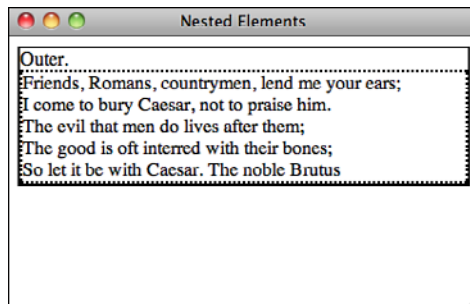 Nested Elements
Outer.
Friends, Romans, countrymen, lend me your ears;
I come to bury Caesar, not to praise him.
The evil that men do lives after them;
The good is oft interred with their bones;
So let it be with Caesar. The noble Brutus